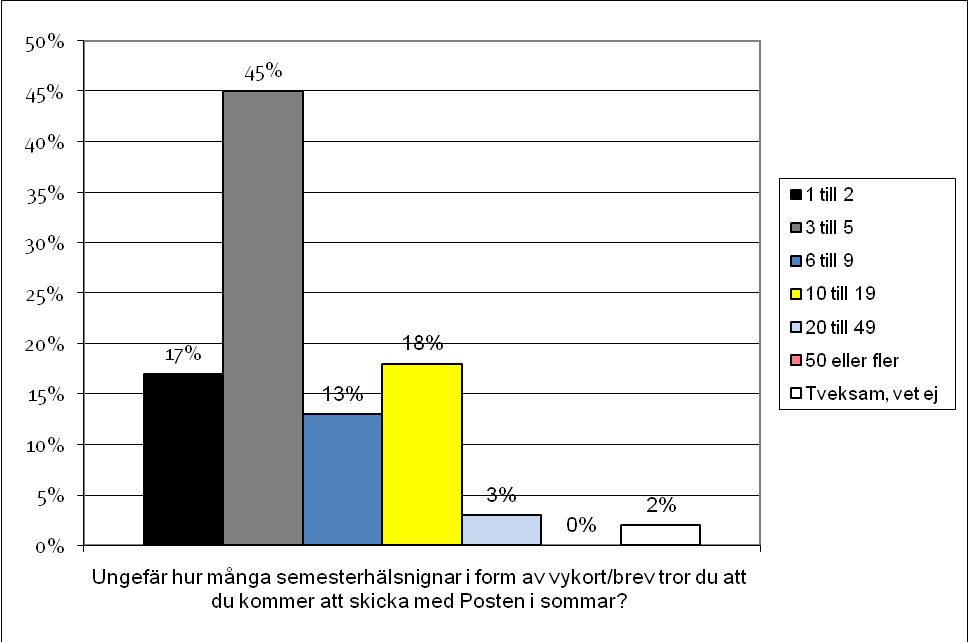 50%
45%
40%
35%
30%
25%
20%
15%
10%
5%
0%
17%
45%
13%
18%
3%
0%
2%
Ungefär hur många semesterhälsnignar i form av vykort/brev tror du att
du kommer att skicka med Posten i sommar?
1 till 2
3 till 5
6 till 9
10 till 19
20 till 49
50 eller fler
Tveksam, vet ej